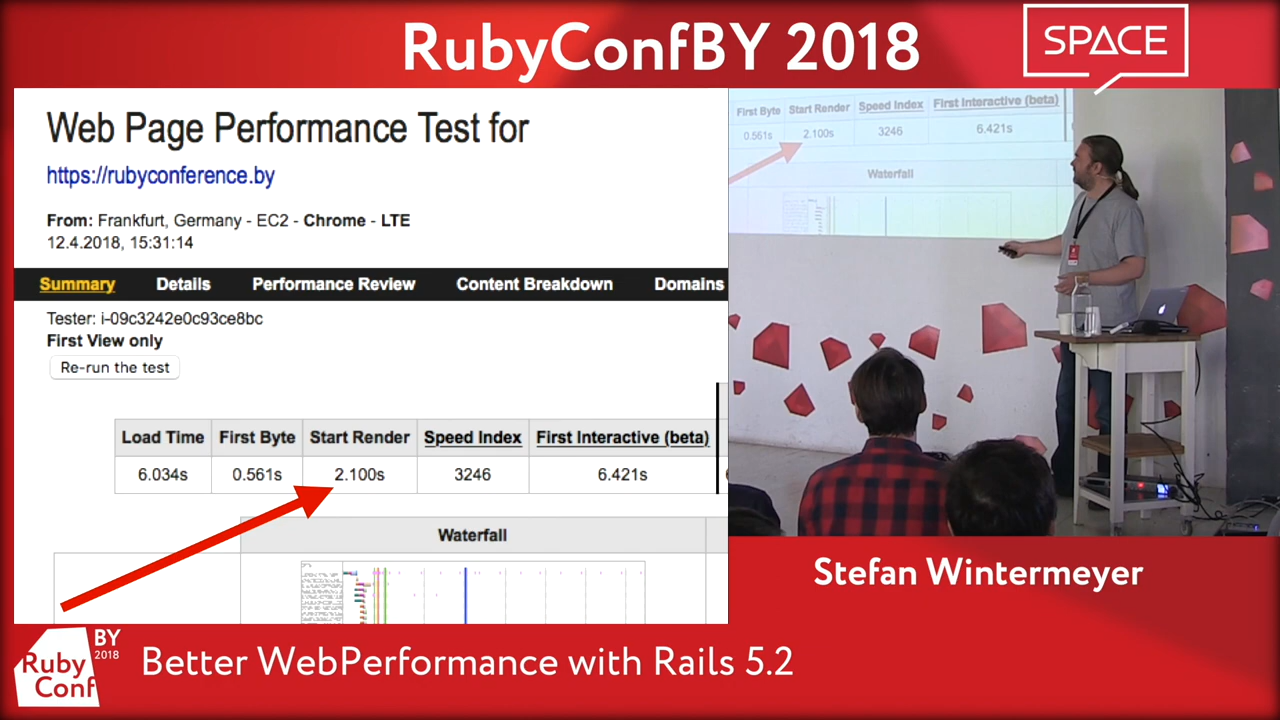 RubyConfBY 2018
SPACE
Web Page Performance Test for
https://rubyconference.by
From: Frankfurt, Germany - EC2 - Chrome - LTE
12.4.2018, 15:31:14
Summary Details Performance Review Content Breakdown Domains
Tester: i-09c3242e0c93ce8bc
First View only
Re-run the test
Load Time First Byte Start Render Speed Index First Interactive (beta)
6.034s 0.561s 2.100s 3246 6.421s
Waterfall
First Byte Start Render Speed Index First Interactive (beta)
0.561s 2.100s 3246 6.421s
Waterfall
Stefan Wintermeyer
Ruby
Conf
BY
2018
Better WebPerformance with Rails 5.2